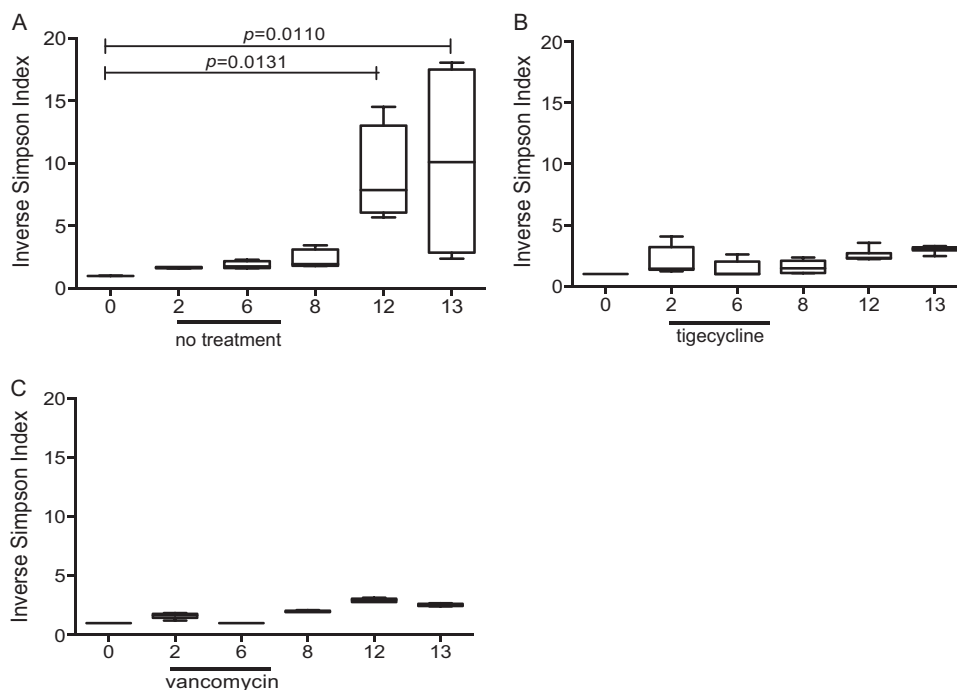 A
Inverse Simpson Index
20
15
10
5
0
p=0.0110
p=0.0131
0 2 6 8 12 13
no treatment
B
Inverse Simpson Index
20
15
10
5
0
0 2 6 8 12 13
tigecycline
C
Inverse Simpson Index
20
15
10
5
0
0 2 6 8 12 13
vancomycin